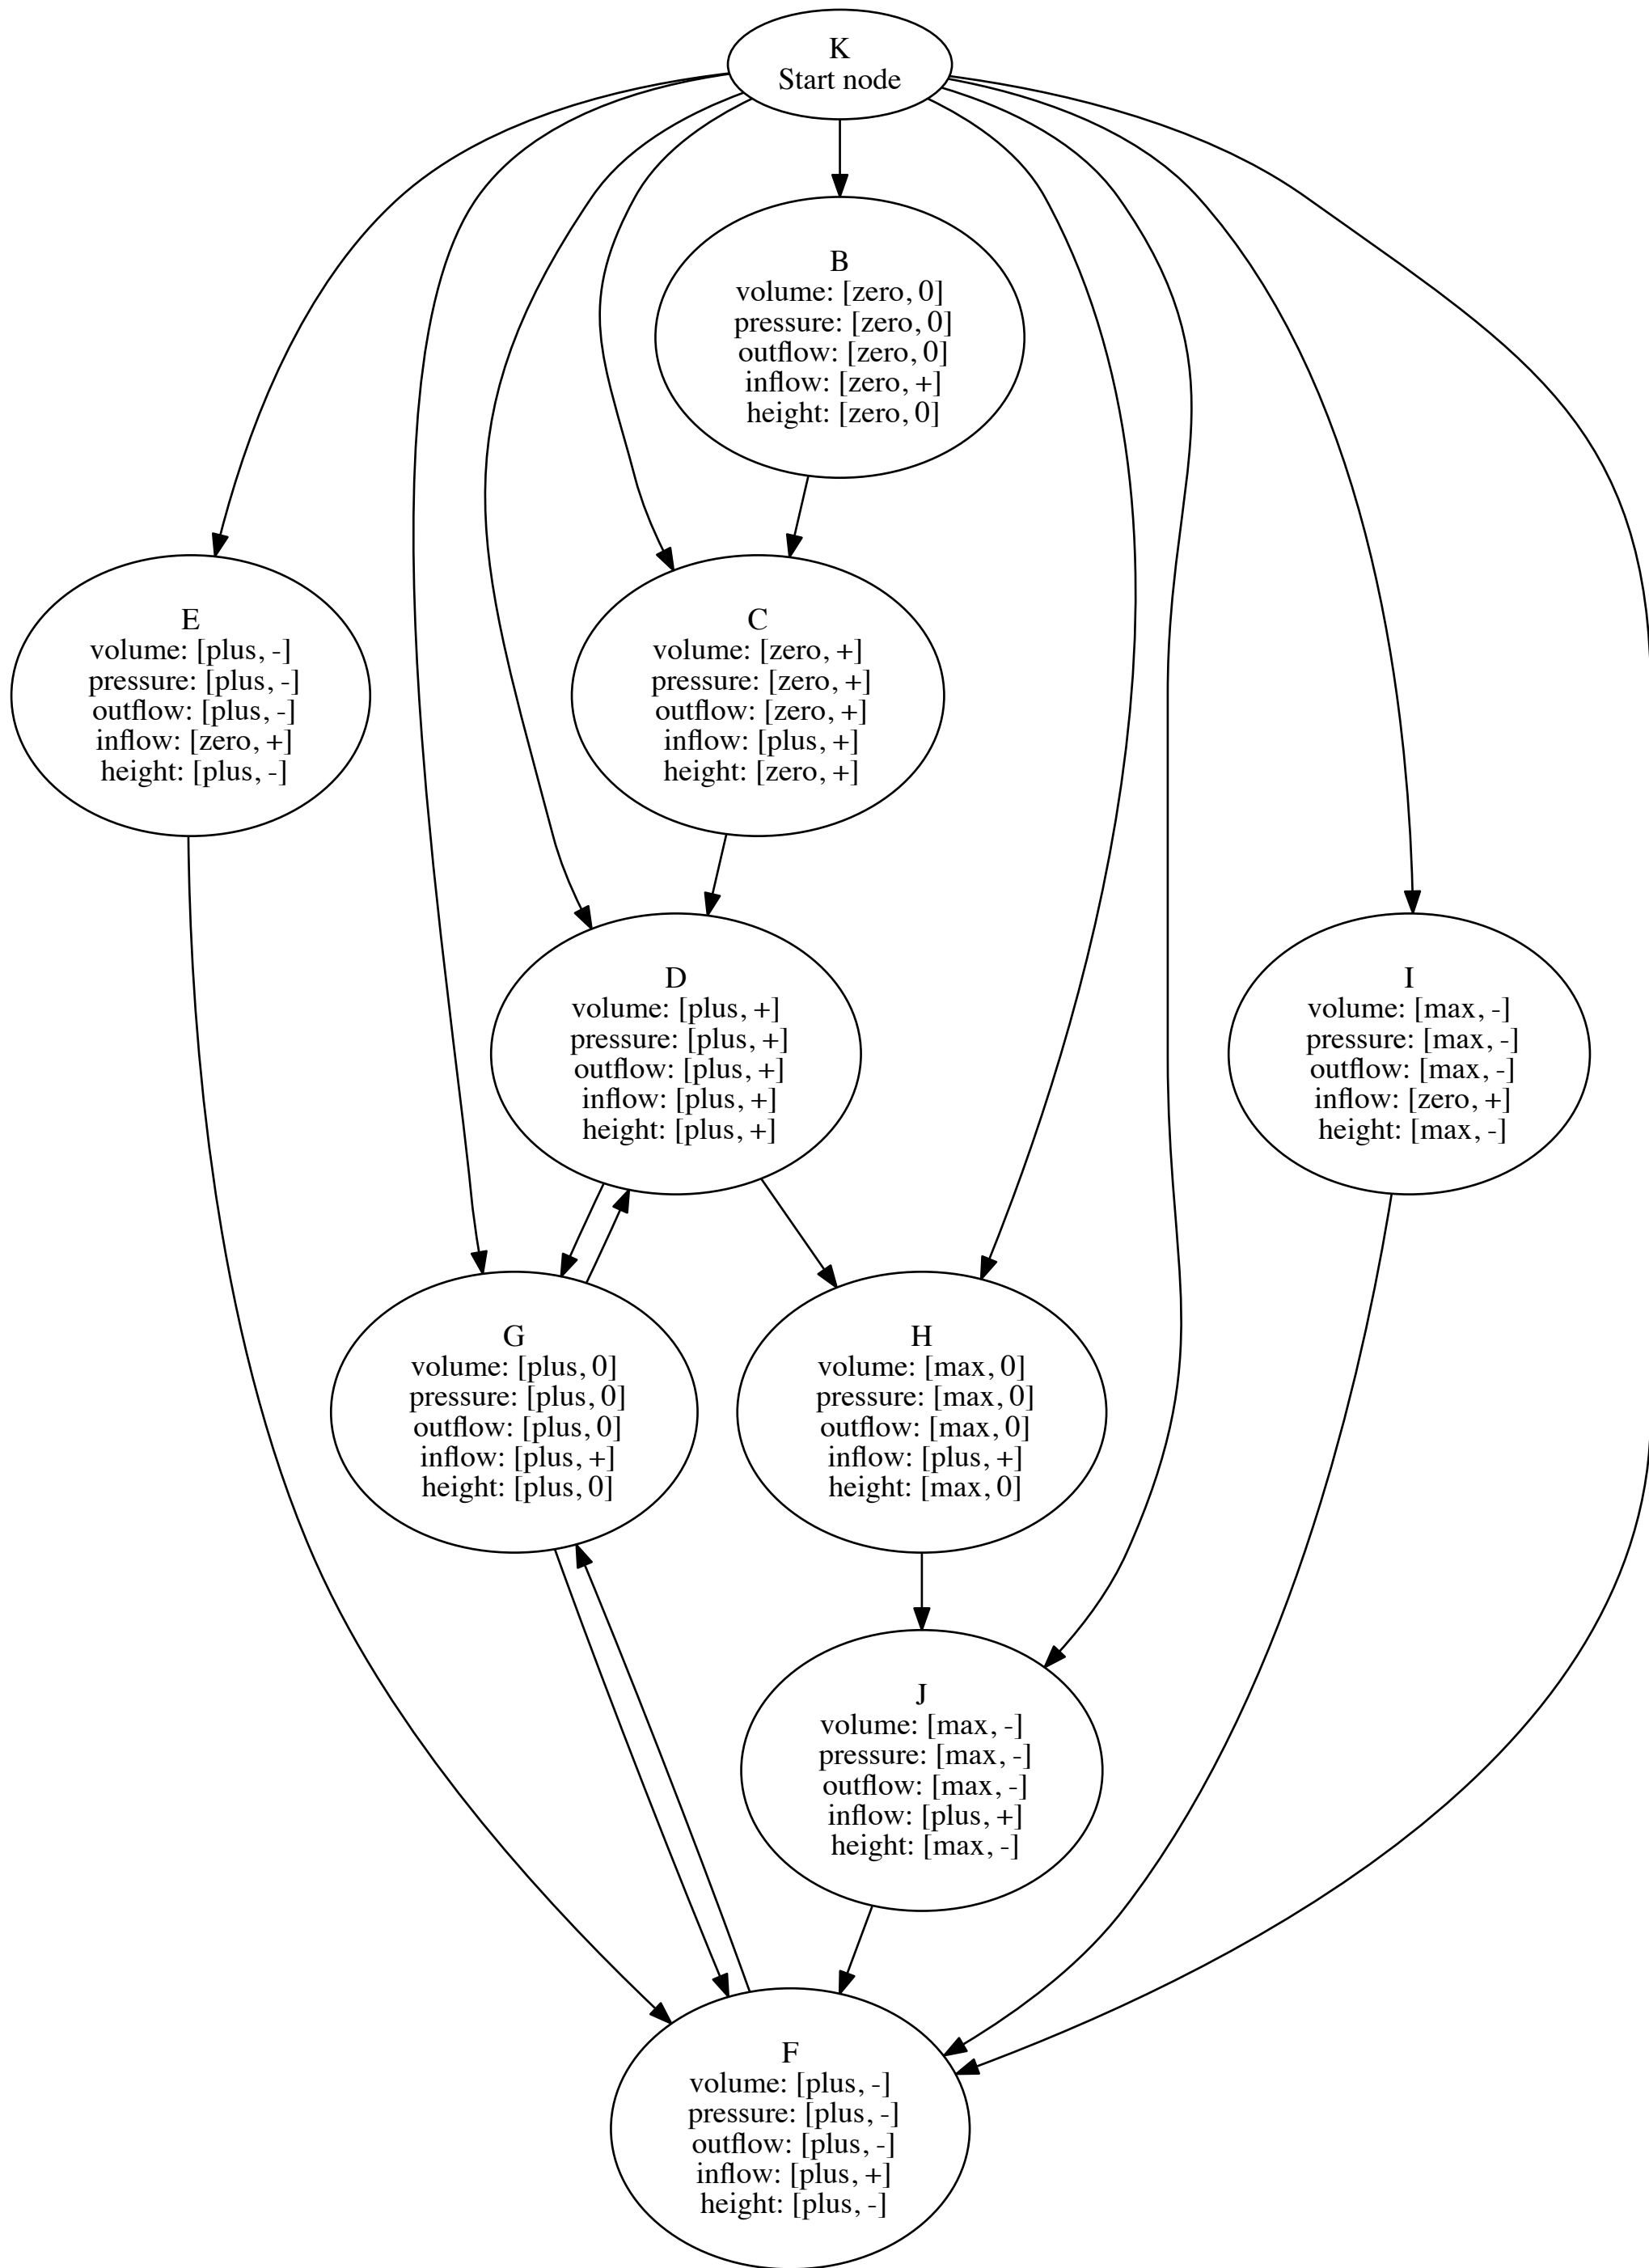 K
Start node
B
volume: [zero, 0]
pressure: [zero, 0]
outflow: [zero, 0]
inflow: [zero, +]
height: [zero, 0]
E
volume: [plus, -]
pressure: [plus, -]
outflow: [plus, -]
inflow: [zero, +]
height: [plus, -]
C
volume: [zero, +]
pressure: [zero, +]
outflow: [zero, +]
inflow: [plus, +]
height: [zero, +]
D
volume: [plus, +]
pressure: [plus, +]
outflow: [plus, +]
inflow: [plus, +]
height: [plus, +]
I
volume: [max, -]
pressure: [max, -]
outflow: [max, -]
inflow: [zero, +]
height: [max, -]
G
volume: [plus, 0]
pressure: [plus, 0]
outflow: [plus, 0]
inflow: [plus, +]
height: [plus, 0]
H
volume: [max, 0]
pressure: [max, 0]
outflow: [max, 0]
inflow: [plus, +]
height: [max, 0]
J
volume: [max, -]
pressure: [max, -]
outflow: [max, -]
inflow: [plus, +]
height: [max, -]
F
volume: [plus, -]
pressure: [plus, -]
outflow: [plus, -]
inflow: [plus, +]
height: [plus, -]